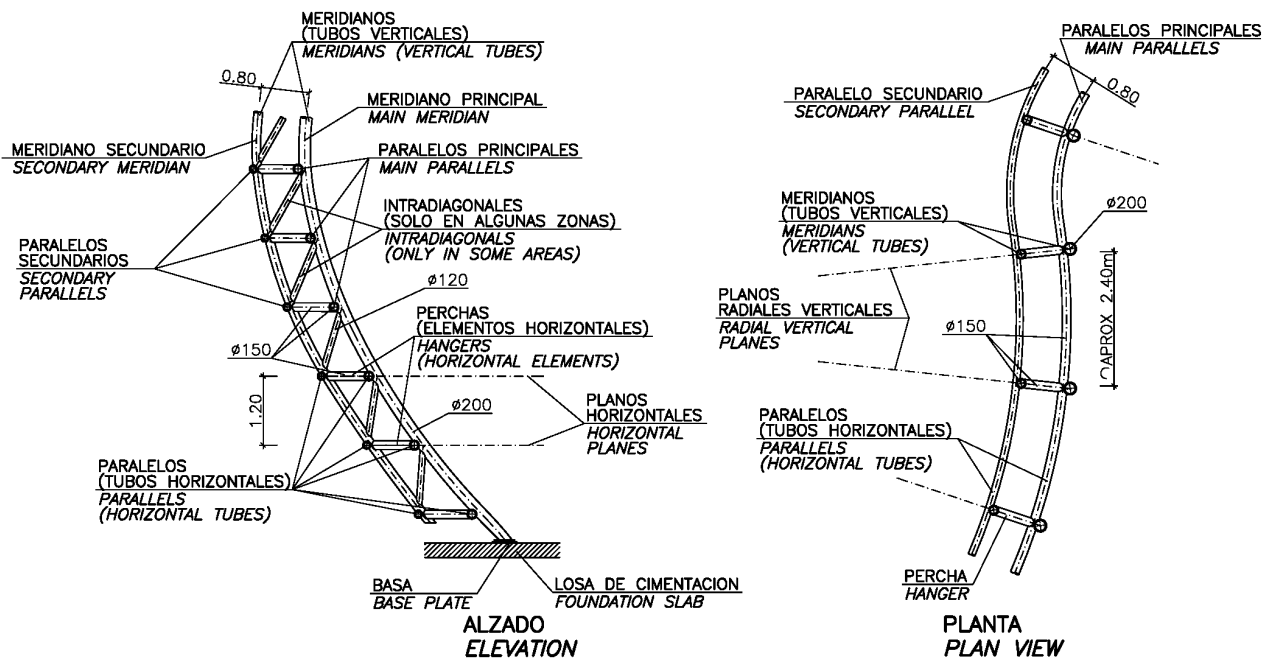 MERIDIANOS
(TUBOS VERTICALES)
MERIDIANS (VERTICAL TUBES)
0.80
MERIDIANO PRINCIPAL
MAIN MERIDIAN
MERIDIANO SECUNDARIO
SECONDARY MERIDIAN
PARALELOS PRINCIPALES
MAIN PARALLELS
INTRADIAGONALES
(SOLO EN ALGUNAS ZONAS)
INTRADIAGONALS
(ONLY IN SOME AREAS)
PARALELOS
SECUNDARIOS
SECONDARY
PARALLELS
ø120
PERCHAS
(ELEMENTOS HORIZONTALES)
HANGERS
(HORIZONTAL ELEMENTS)
ø150
1.20
ø200
PLANOS
HORIZONTALES
HORIZONTAL
PLANES
PARALELOS
(TUBOS HORIZONTALES)
PARALLELS
(HORIZONTAL TUBES)
BASA
BASE PLATE
LOSA DE CIMENTACION
FOUNDATION SLAB
ALZADO
ELEVATION
PARALELOS PRINCIPALES
MAIN PARALLELS
0.80
PARALELO SECUNDARIO
SECONDARY PARALLEL
MERIDIANOS
(TUBOS VERTICALES)
MERIDIANS
(VERTICAL TUBES)
ø200
PLANOS
RADIALES VERTICALES
RADIAL VERTICAL
PLANES
ø150
APROX 2.40m
PARALELOS
(TUBOS HORIZONTALES)
PARALLELS
(HORIZONTAL TUBES)
PERCHA
HANGER
PLANTA
PLAN VIEW